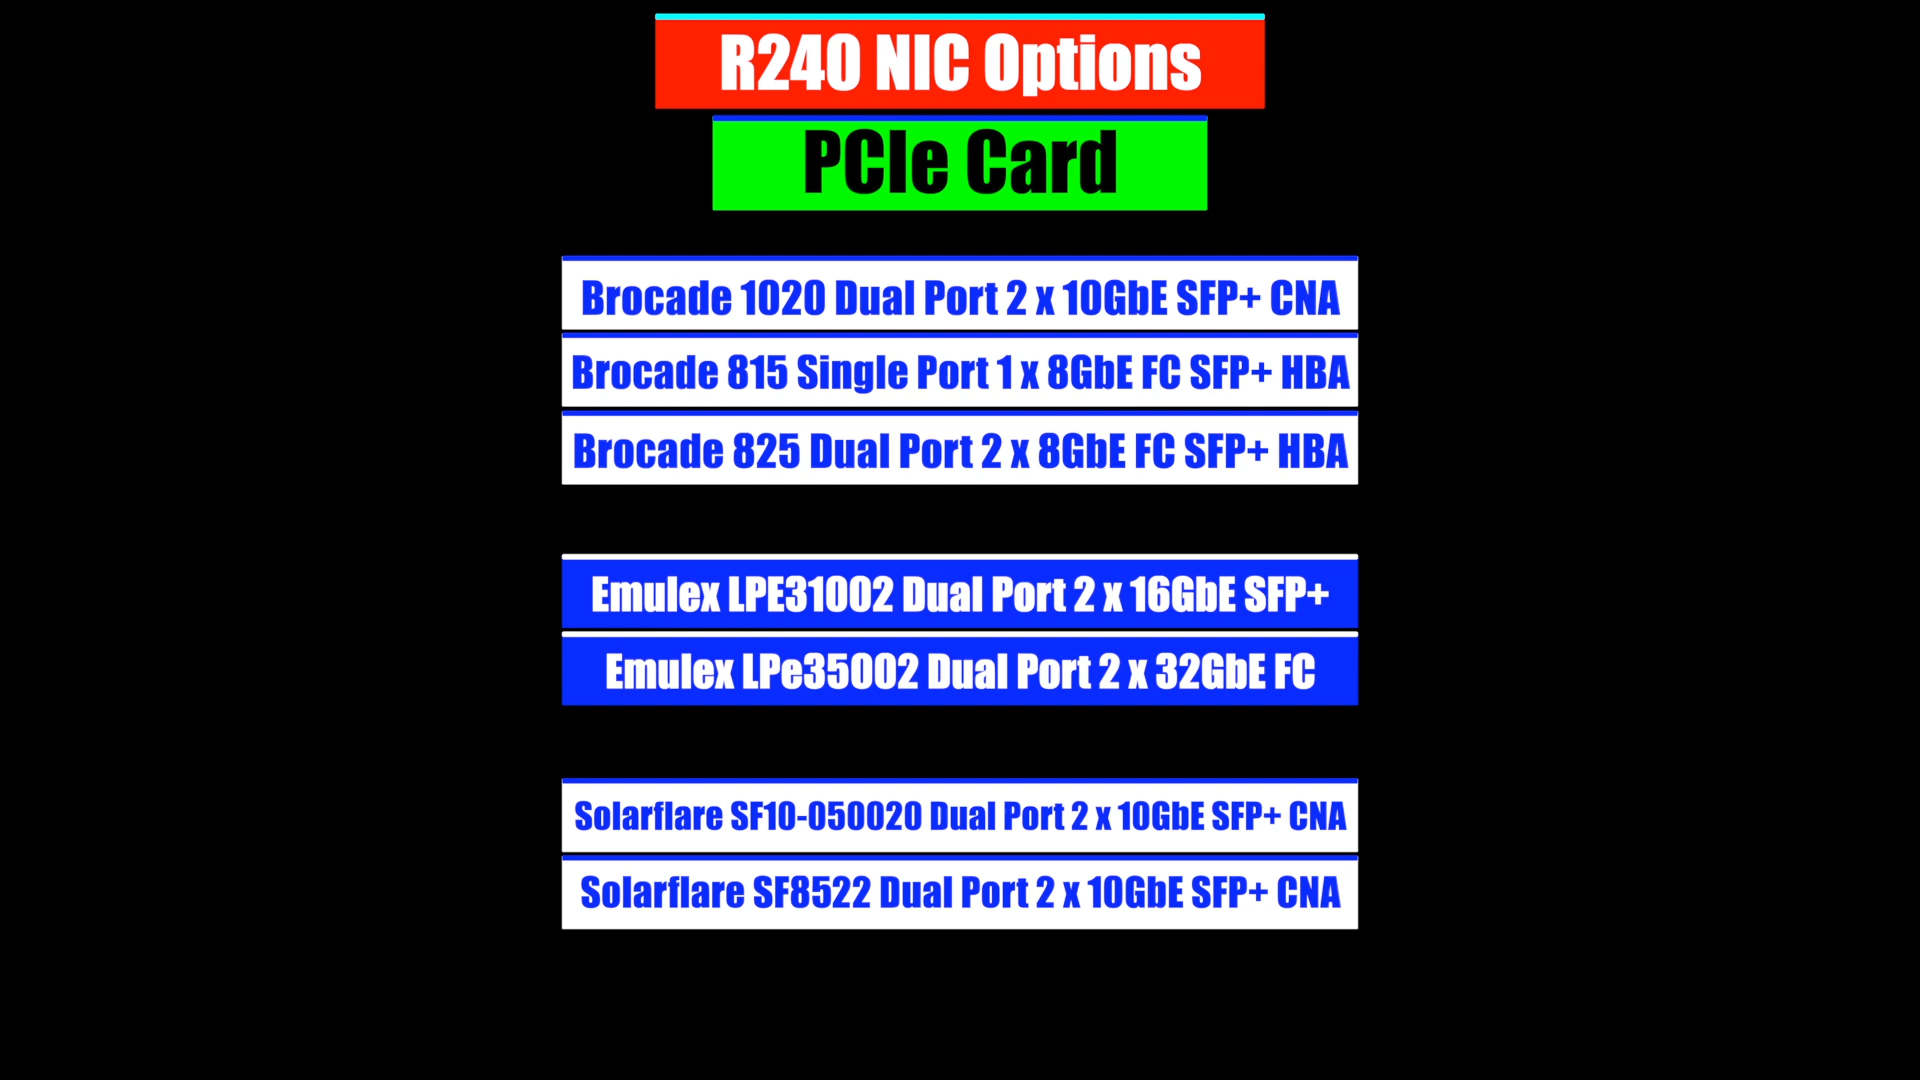 R240 NIC Options
PCIe Card
Brocade 1020 Dual Port 2 x 10GbE SFP+ CNA
Brocade 815 Single Port 1 x 8GbE FC SFP+ HBA
Brocade 825 Dual Port 2 x 8GbE FC SFP+ HBA
Emulex LPE31002 Dual Port 2 x 16GbE SFP+
Emulex LPe35002 Dual Port 2 x 32GbE FC
Solarflare SF10-050020 Dual Port 2 x 10GbE SFP+ CNA
Solarflare SF8522 Dual Port 2 x 10GbE SFP+ CNA